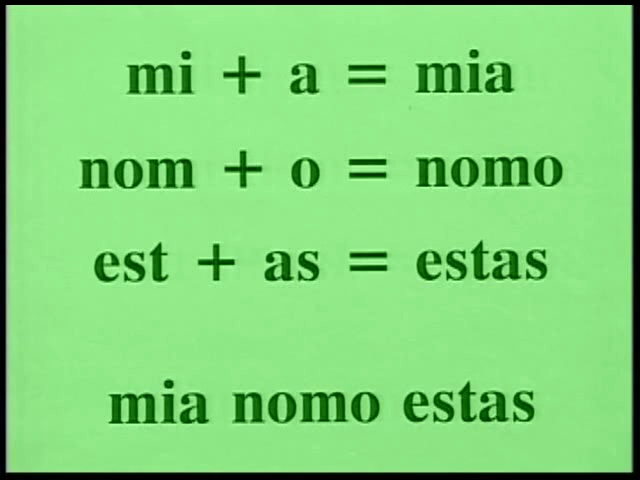 mi + a = mia
nom + o = nomo
est + as = estas
mia nomo estas